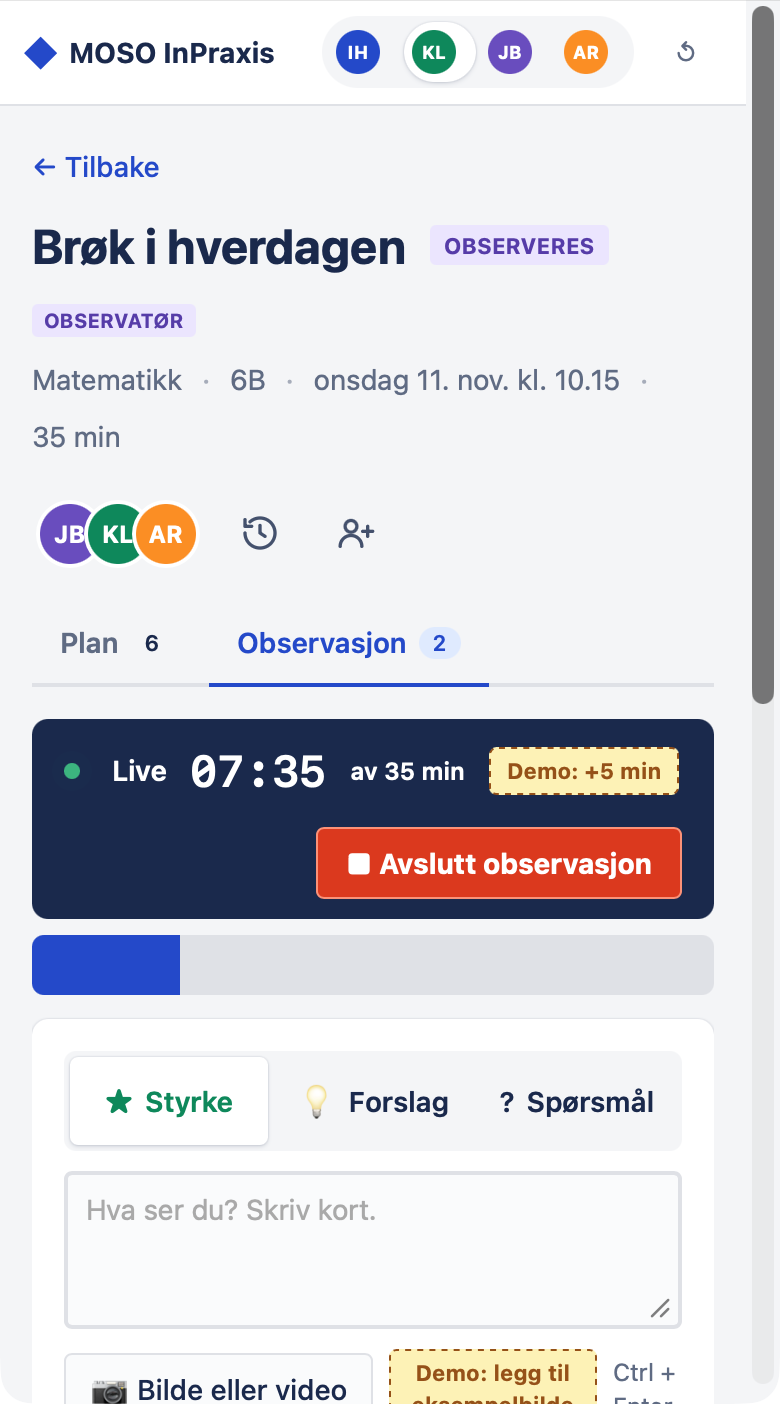 MOSO InPraxis IH KL JB AR
← Tilbake
Brøk i hverdagen OBSERVERES
OBSERVATØR
Matematikk · 6B · onsdag 11. nov. kl. 10.15 ·
35 min
JB KL AR
Plan 6 Observasjon 2
Live 07:35 av 35 min Demo: +5 min
Avslutt observasjon
Styrke Forslag ? Spørsmål
Hva ser du? Skriv kort.
Bilde eller video Demo: legg til Ctrl +
eksempelbilde Enter